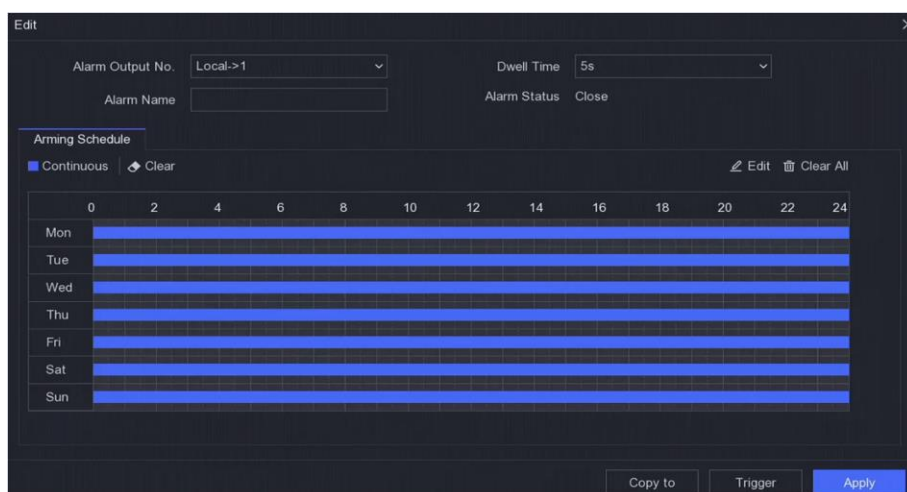 Edit
Alarm Output No. Local->1 Dwell Time 5s
Alarm Name Alarm Status Close
Arming Schedule
Continuous Clear Edit Clear All
0 2 4 6 8 10 12 14 16 18 20 22 24
Mon
Tue
Wed
Thu
Fri
Sat
Sun
Copy to Trigger Apply